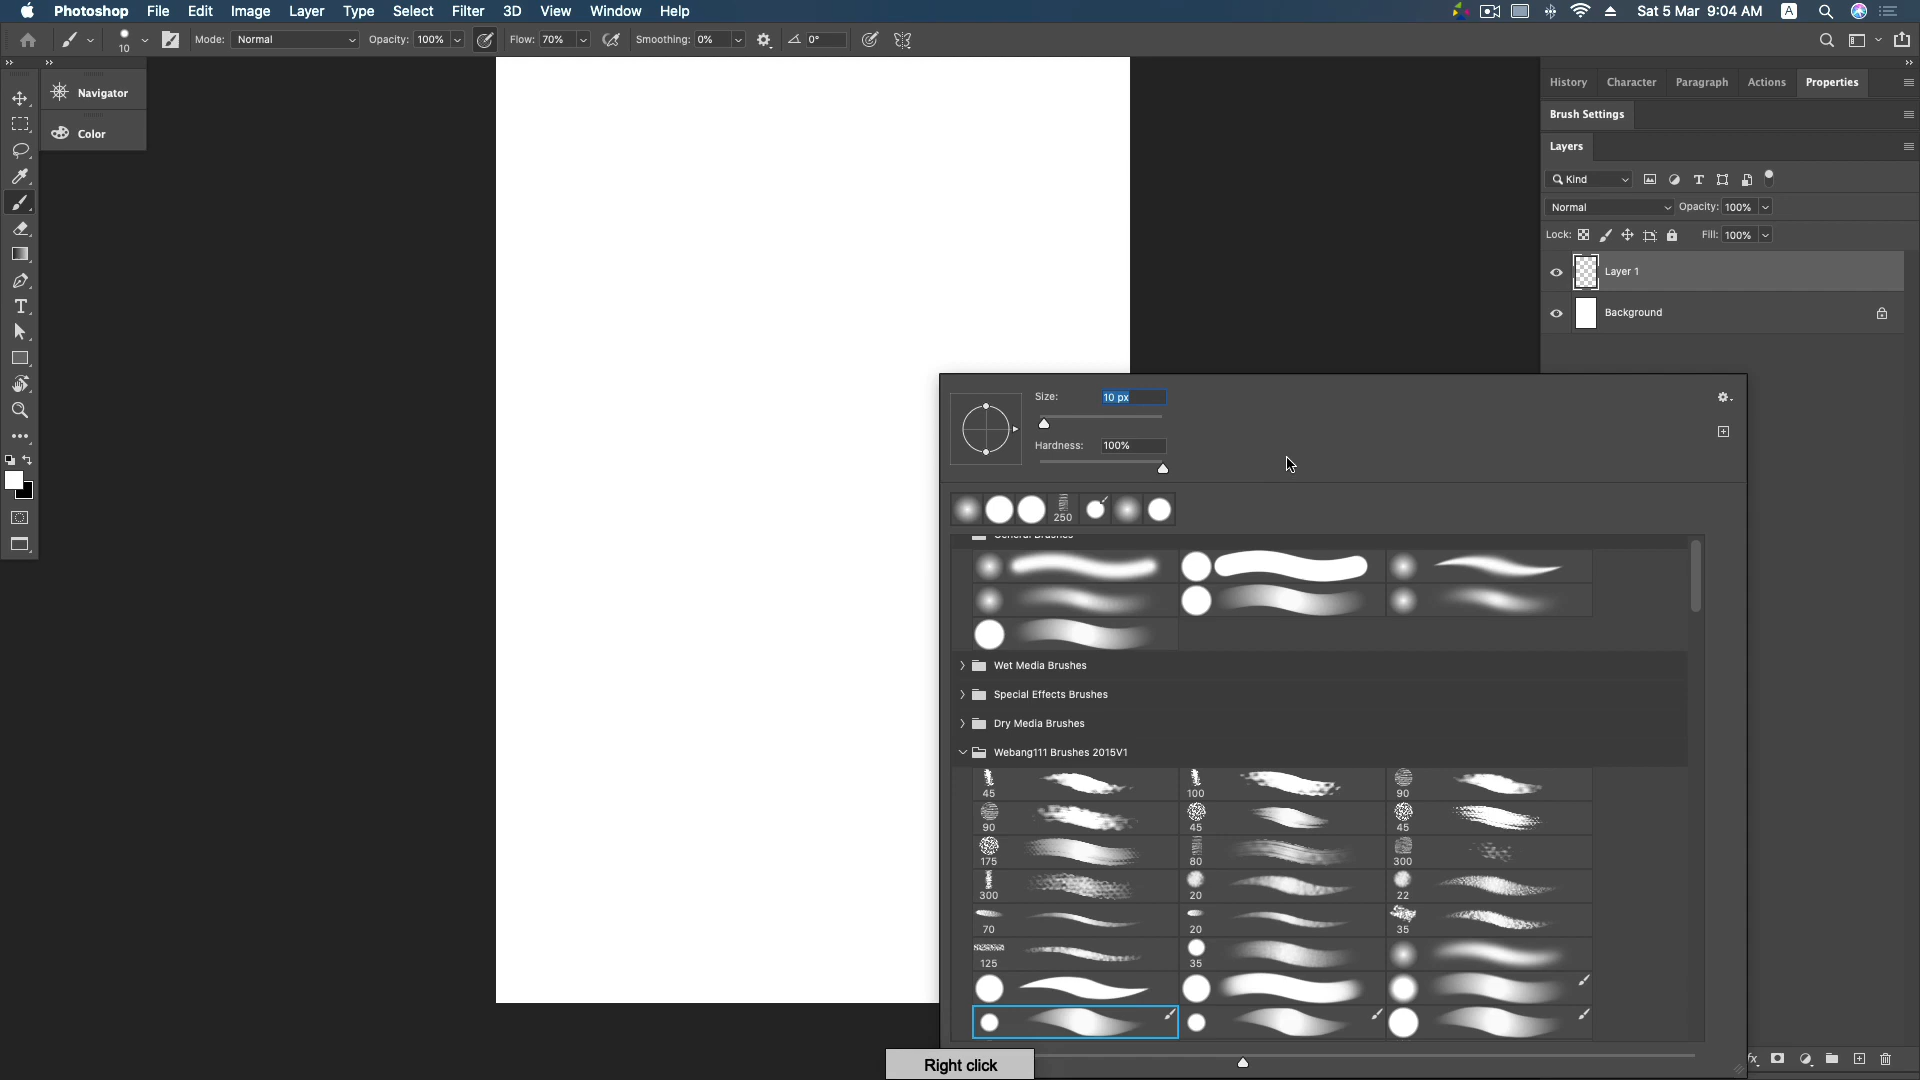 Photoshop File Edit Image Layer Type Select Filter 3D View Window Help Sat 5 Mar 9:04 AM A
10 Mode: Normal Opacity: 100% Flow: 70% Smoothing: 0% 0°
Navigator
Color
History Character Paragraph Actions Properties
Brush Settings
Layers
Kind
Normal Opacity: 100%
Lock: Fill: 100%
Layer 1
Background
Size: 10 px
Hardness: 100%
250
General Brushes
Wet Media Brushes
Special Effects Brushes
Dry Media Brushes
Webang111 Brushes 2015V1
45 100 90
90 45 45
175 80 300
300 20 22
70 20 35
125 35
Right click
fx